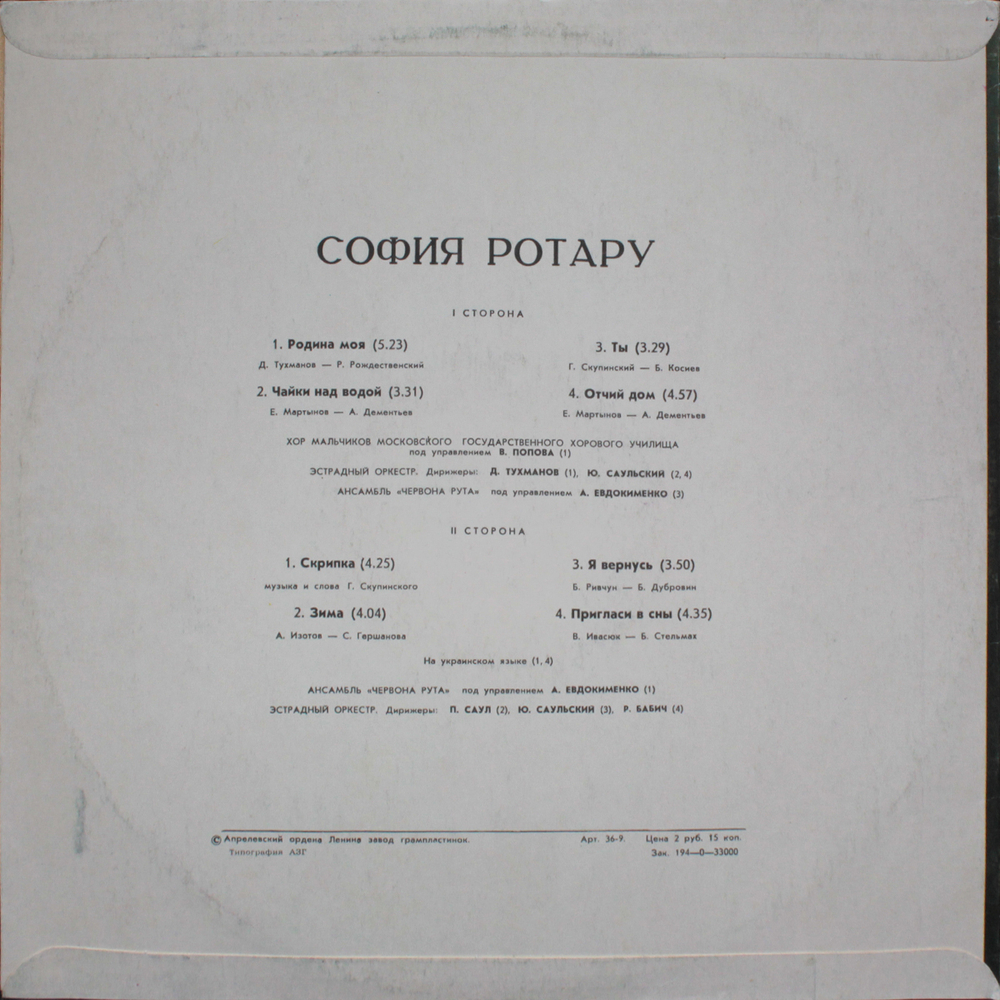 СОФИЯ РОТАРУ
I СТОРОНА
1. Родина моя (5.23)
Д. Тухманов — Р. Рождественский
2. Чайки над водой (3.31)
Е. Мартынов — А. Дементьев
3. Ты (3.29)
Г. Скупинский — Б. Косиев
4. Отчий дом (4.57)
Е. Мартынов — А. Дементьев
ХОР МАЛЬЧИКОВ МОСКОВСКОГО ГОСУДАРСТВЕННОГО ХОРОВОГО УЧИЛИЩА
под управлением В. ПОПОВА (1)
ЭСТРАДНЫЙ ОРКЕСТР. Дирижеры: Д. ТУХМАНОВ (1), Ю. САУЛЬСКИЙ (2, 4)
АНСАМБЛЬ «ЧЕРВОНА РУТА» под управлением А. ЕВДОКИМЕНКО (3)
II СТОРОНА
1. Скрипка (4.25)
музыка и слова Г. Скупинского
2. Зима (4.04)
А. Изотов — С. Гершанова
3. Я вернусь (3.50)
Б. Ривчун — Б. Дубровин
4. Пригласи в сны (4.35)
В. Ивасюк — Б. Стельмах
На украинском языке (1, 4)
АНСАМБЛЬ «ЧЕРВОНА РУТА» под управлением А. ЕВДОКИМЕНКО (1)
ЭСТРАДНЫЙ ОРКЕСТР. Дирижеры: П. САУЛ (2), Ю. САУЛЬСКИЙ (3), Р. БАБИЧ (4)
© Апрелевский ордена Ленина завод грампластинок. Арт. 36-9. Цена 2 руб. 15 коп.
Типография АЗГ Зак. 194—0—33000